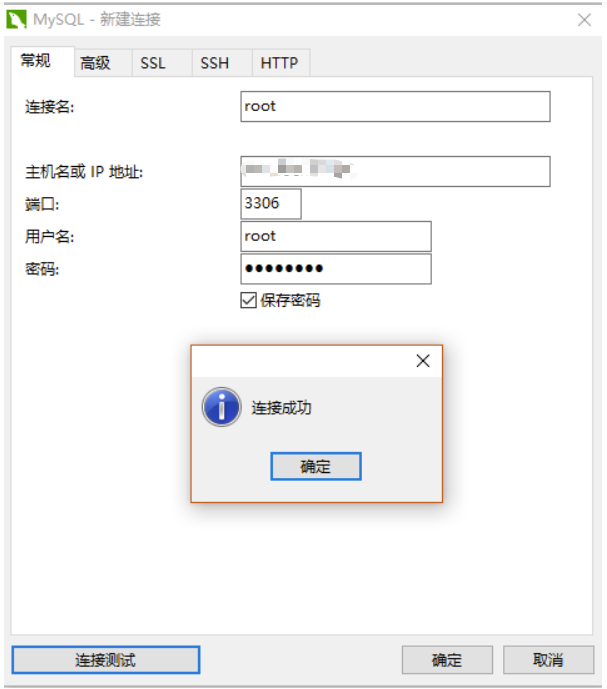 MySQL - 新建连接
常规 高级 SSL SSH HTTP
连接名: root
主机名或 IP 地址:
端口: 3306
用户名: root
密码: ●●●●●●●●
保存密码
连接成功
确定
连接测试 确定 取消